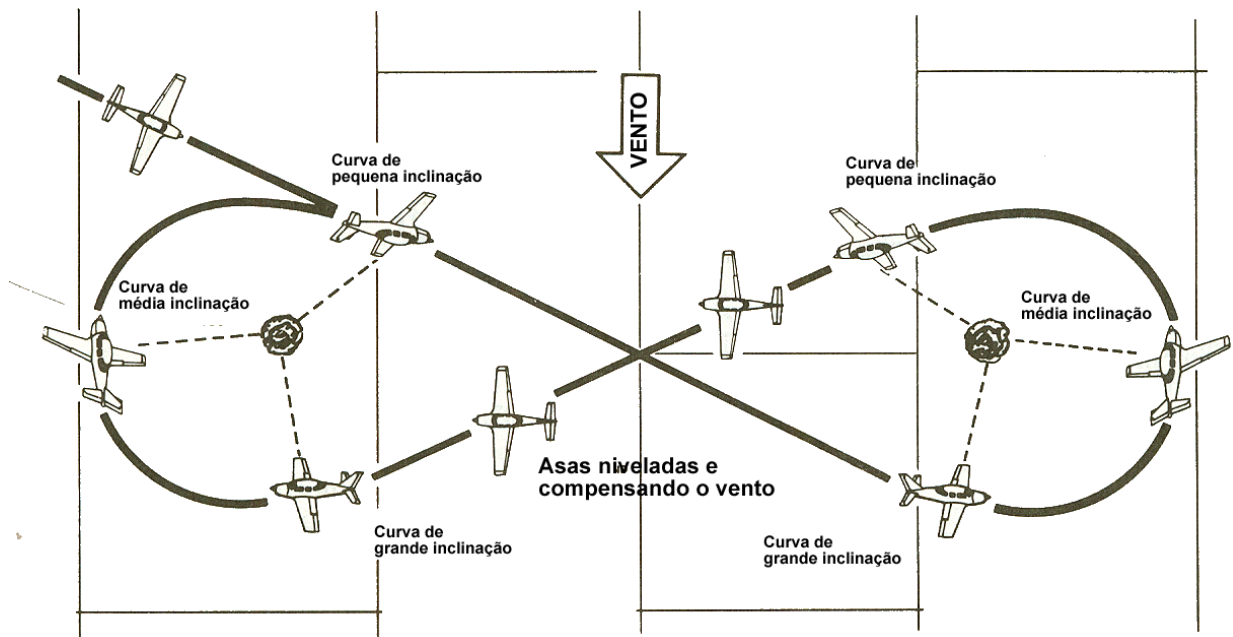 VENTO
Curva de
pequena inclinação
Curva de
pequena inclinação
Curva de
média inclinação
Curva de
média inclinação
Asas niveladas e
compensando o vento
Curva de
grande inclinação
Curva de
grande inclinação